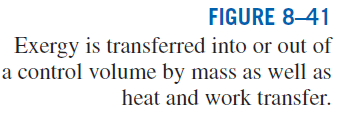 FIGURE 8–41
Exergy is transferred into or out of
a control volume by mass as well as
heat and work transfer.